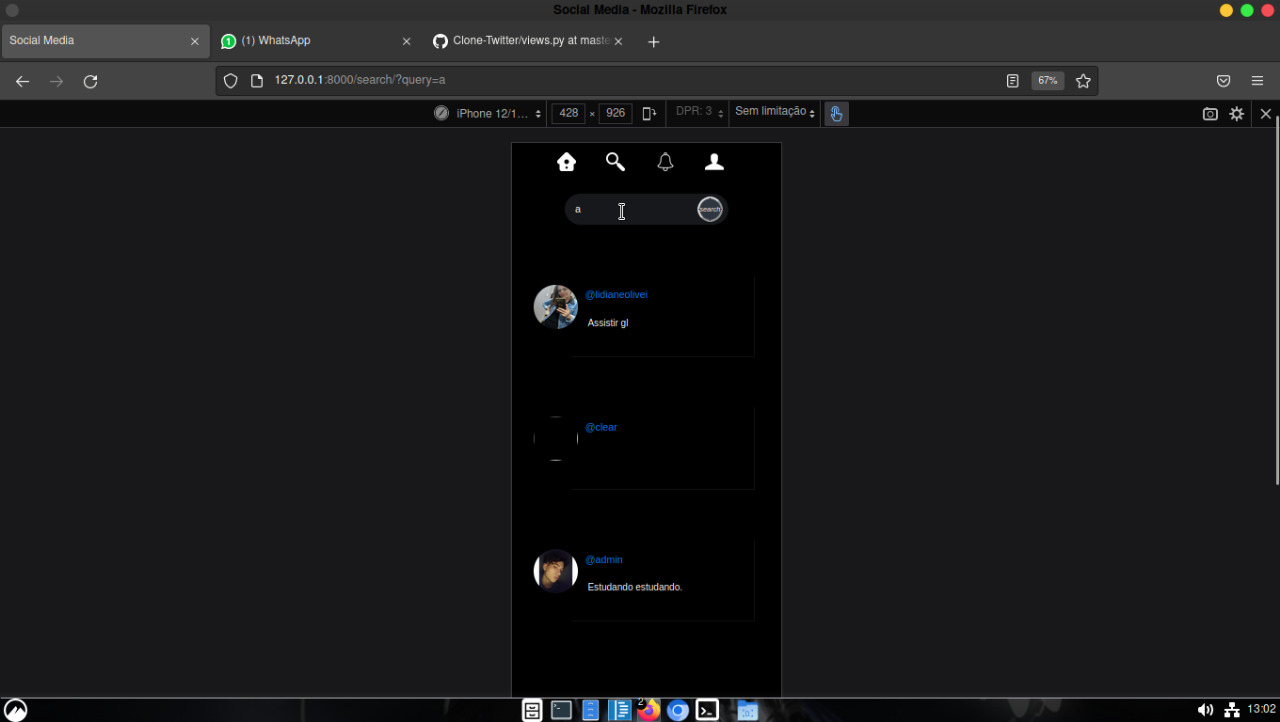 Social Media - Mozilla Firefox
Social Media
(1) WhatsApp
Clone-Twitter/views.py at maste
127.0.0.1:8000/search/?query=a
67%
iPhone 12/1...
428 × 926
DPR: 3
Sem limitação
a
search
@lidianeolivei
Assistir gl
@clear
@admin
Estudando estudando.
2
13:02